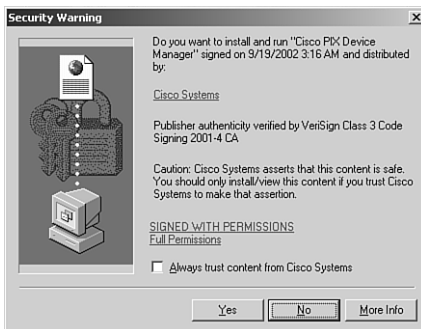 Security Warning
Do you want to install and run "Cisco PIX Device
Manager" signed on 9/19/2002 3:16 AM and distributed
by:
Cisco Systems
Publisher authenticity verified by VeriSign Class 3 Code
Signing 2001-4 CA
Caution: Cisco Systems asserts that this content is safe.
You should only install/view this content if you trust Cisco
Systems to make that assertion.
SIGNED WITH PERMISSIONS
Full Permissions
Always trust content from Cisco Systems
Yes No More Info